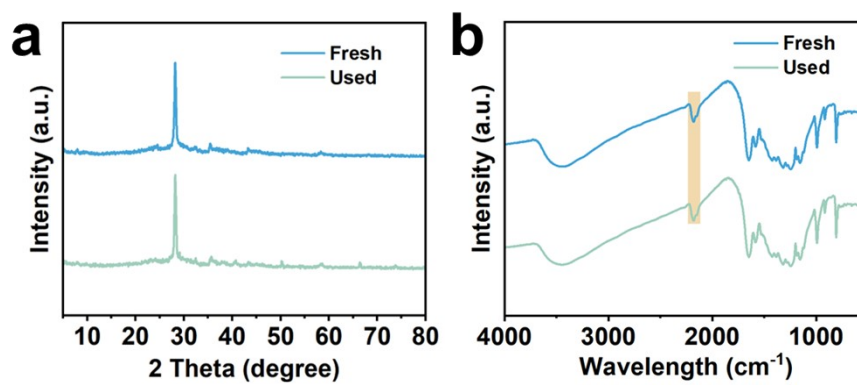 a
Fresh
Used
Intensity (a.u.)
10 20 30 40 50 60 70 80
2 Theta (degree)
b
Fresh
Used
Intensity (a.u.)
4000 3000 2000 1000
Wavelength (cm⁻¹)